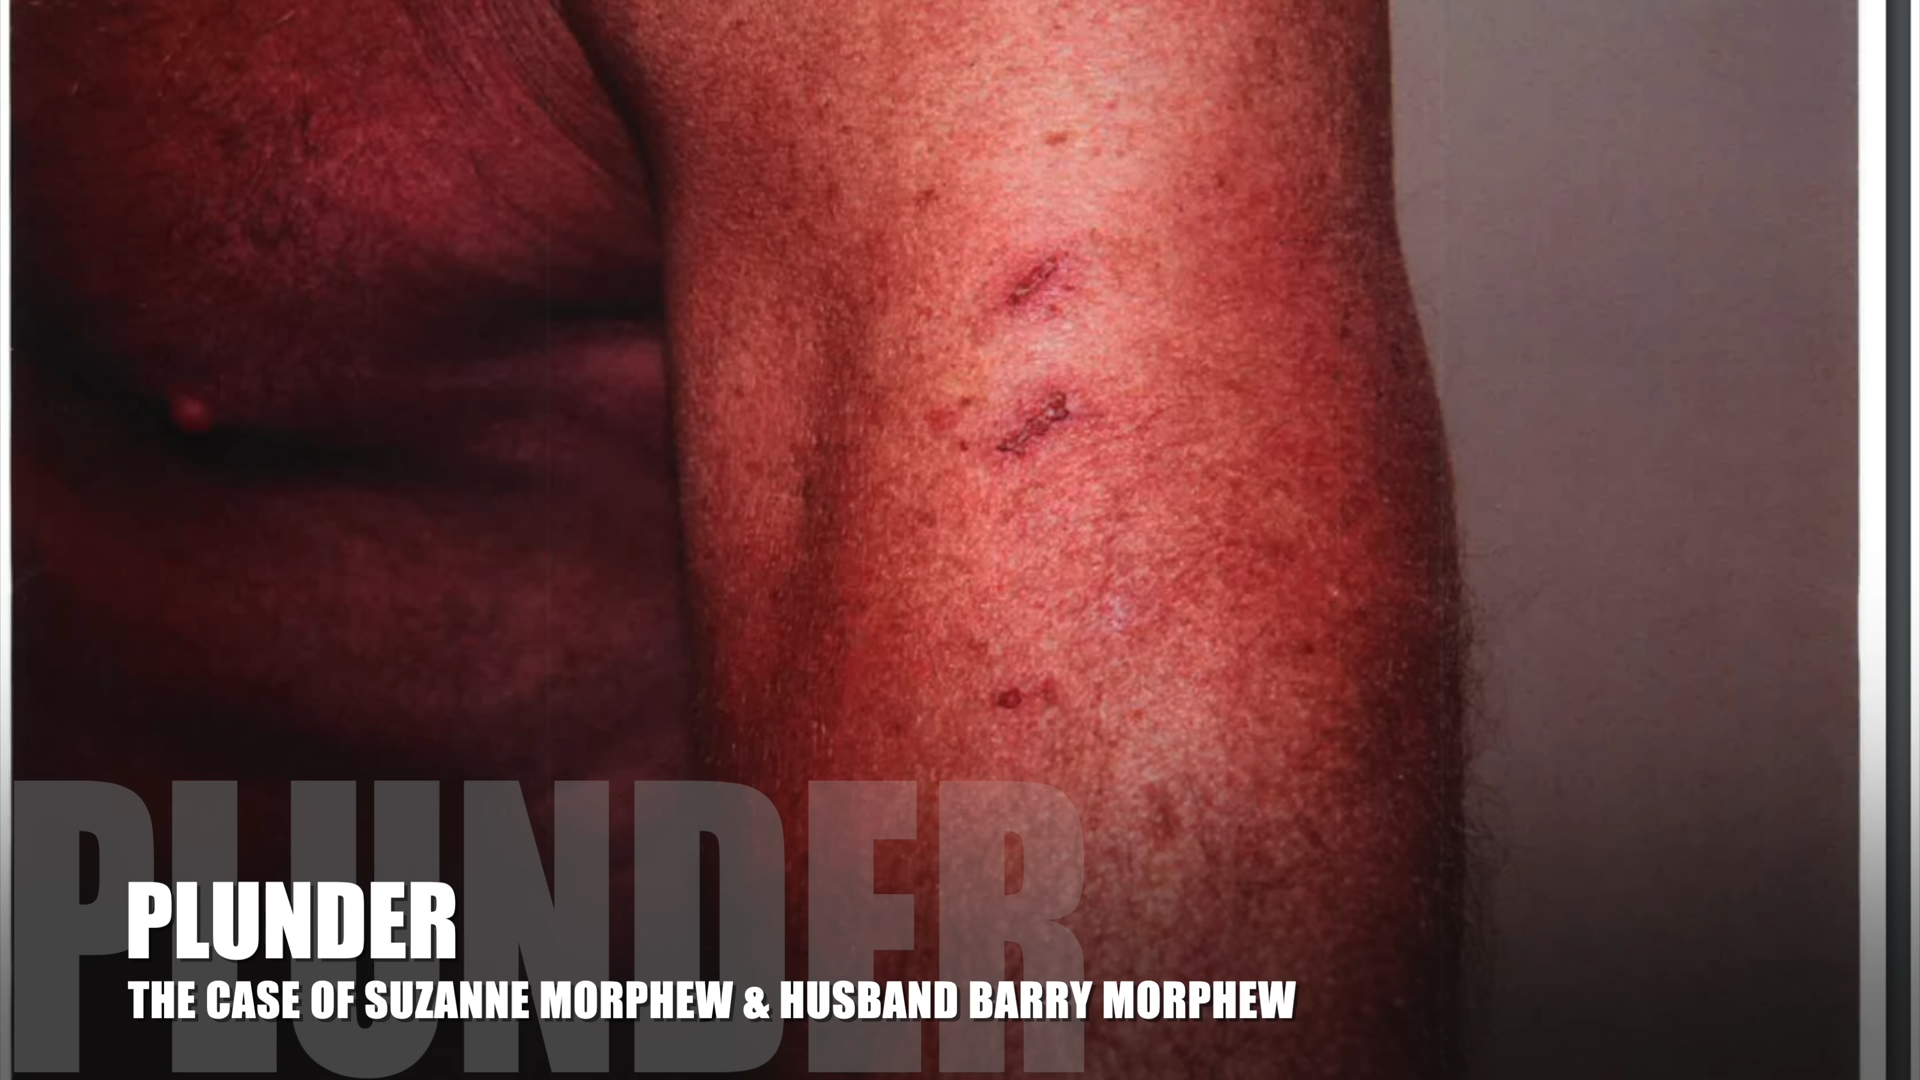 PLUNDER
PLUNDER
THE CASE OF SUZANNE MORPHEW & HUSBAND BARRY MORPHEW